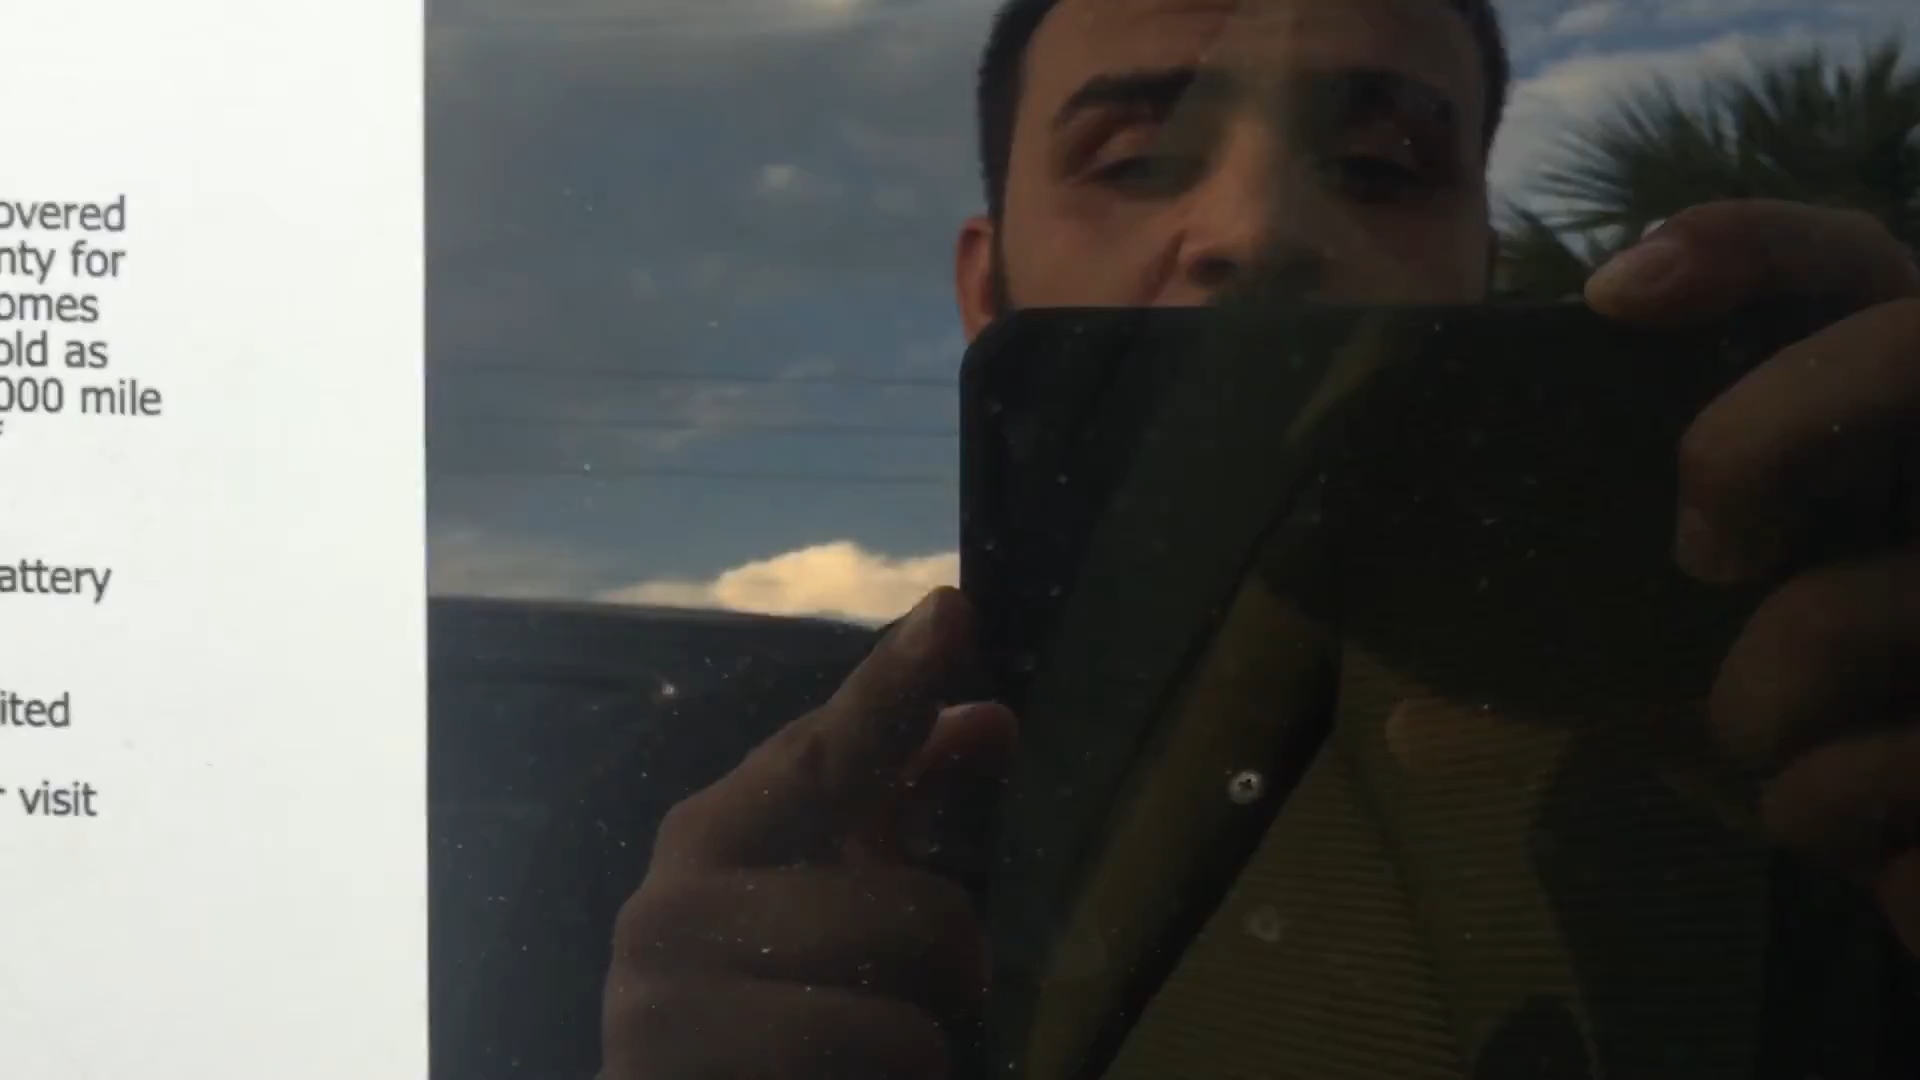 overed
nty for
omes
old as
000 mile
attery
ited
r visit